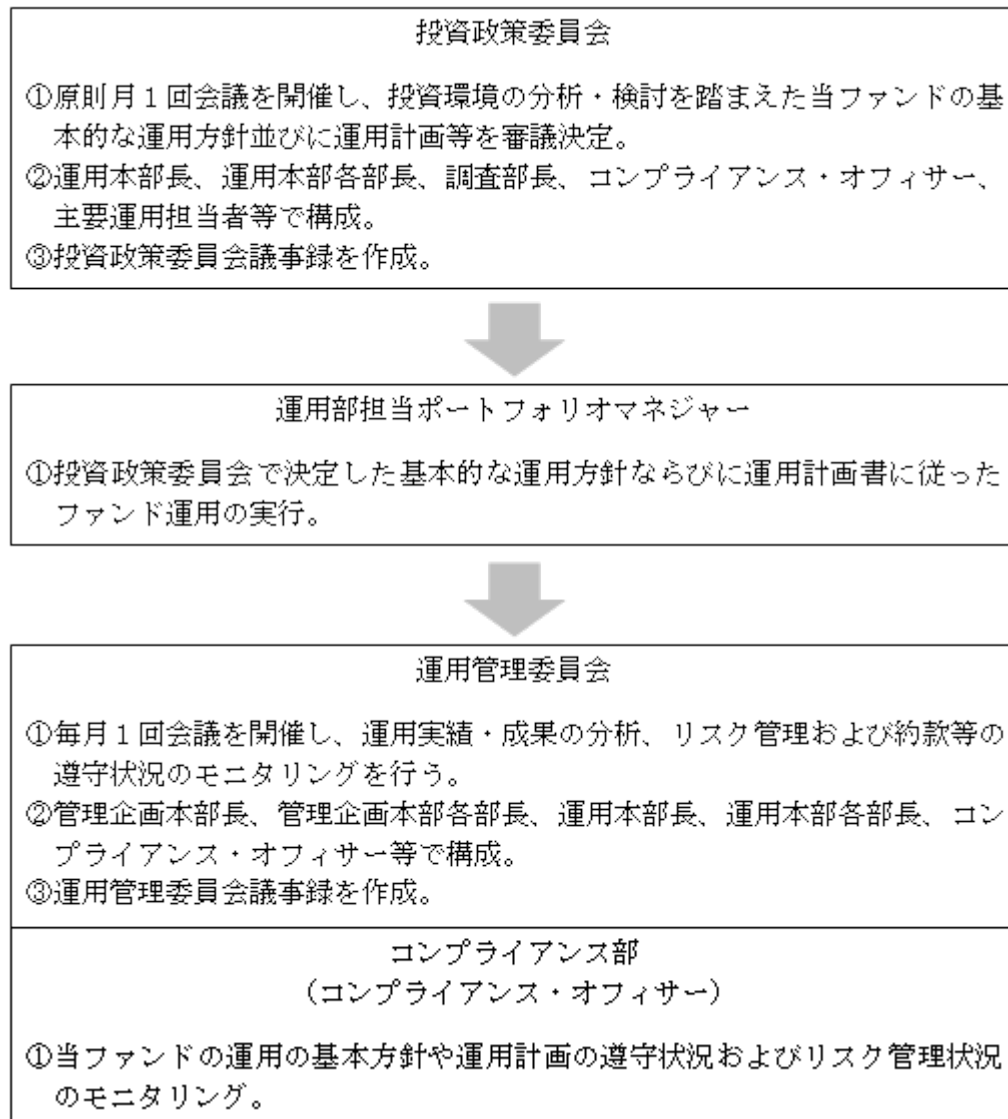 投資政策委員会
①原則月１回会議を開催し、投資環境の分析・検討を踏まえた当ファンドの基
本的な運用方針並びに運用計画等を審議決定。
②運用本部長、運用本部各部長、調査部長、コンプライアンス・オフィサー、
主要運用担当者等で構成。
③投資政策委員会議事録を作成。
運用部担当ポートフォリオマネジャー
①投資政策委員会で決定した基本的な運用方針ならびに運用計画書に従った
ファンド運用の実行。
運用管理委員会
①毎月１回会議を開催し、運用実績・成果の分析、リスク管理および約款等の
遵守状況のモニタリングを行う。
②管理企画本部長、管理企画本部各部長、運用本部長、運用本部各部長、コン
プライアンス・オフィサー等で構成。
③運用管理委員会議事録を作成。
コンプライアンス部
（コンプライアンス・オフィサー）
①当ファンドの運用の基本方針や運用計画の遵守状況およびリスク管理状況
のモニタリング。